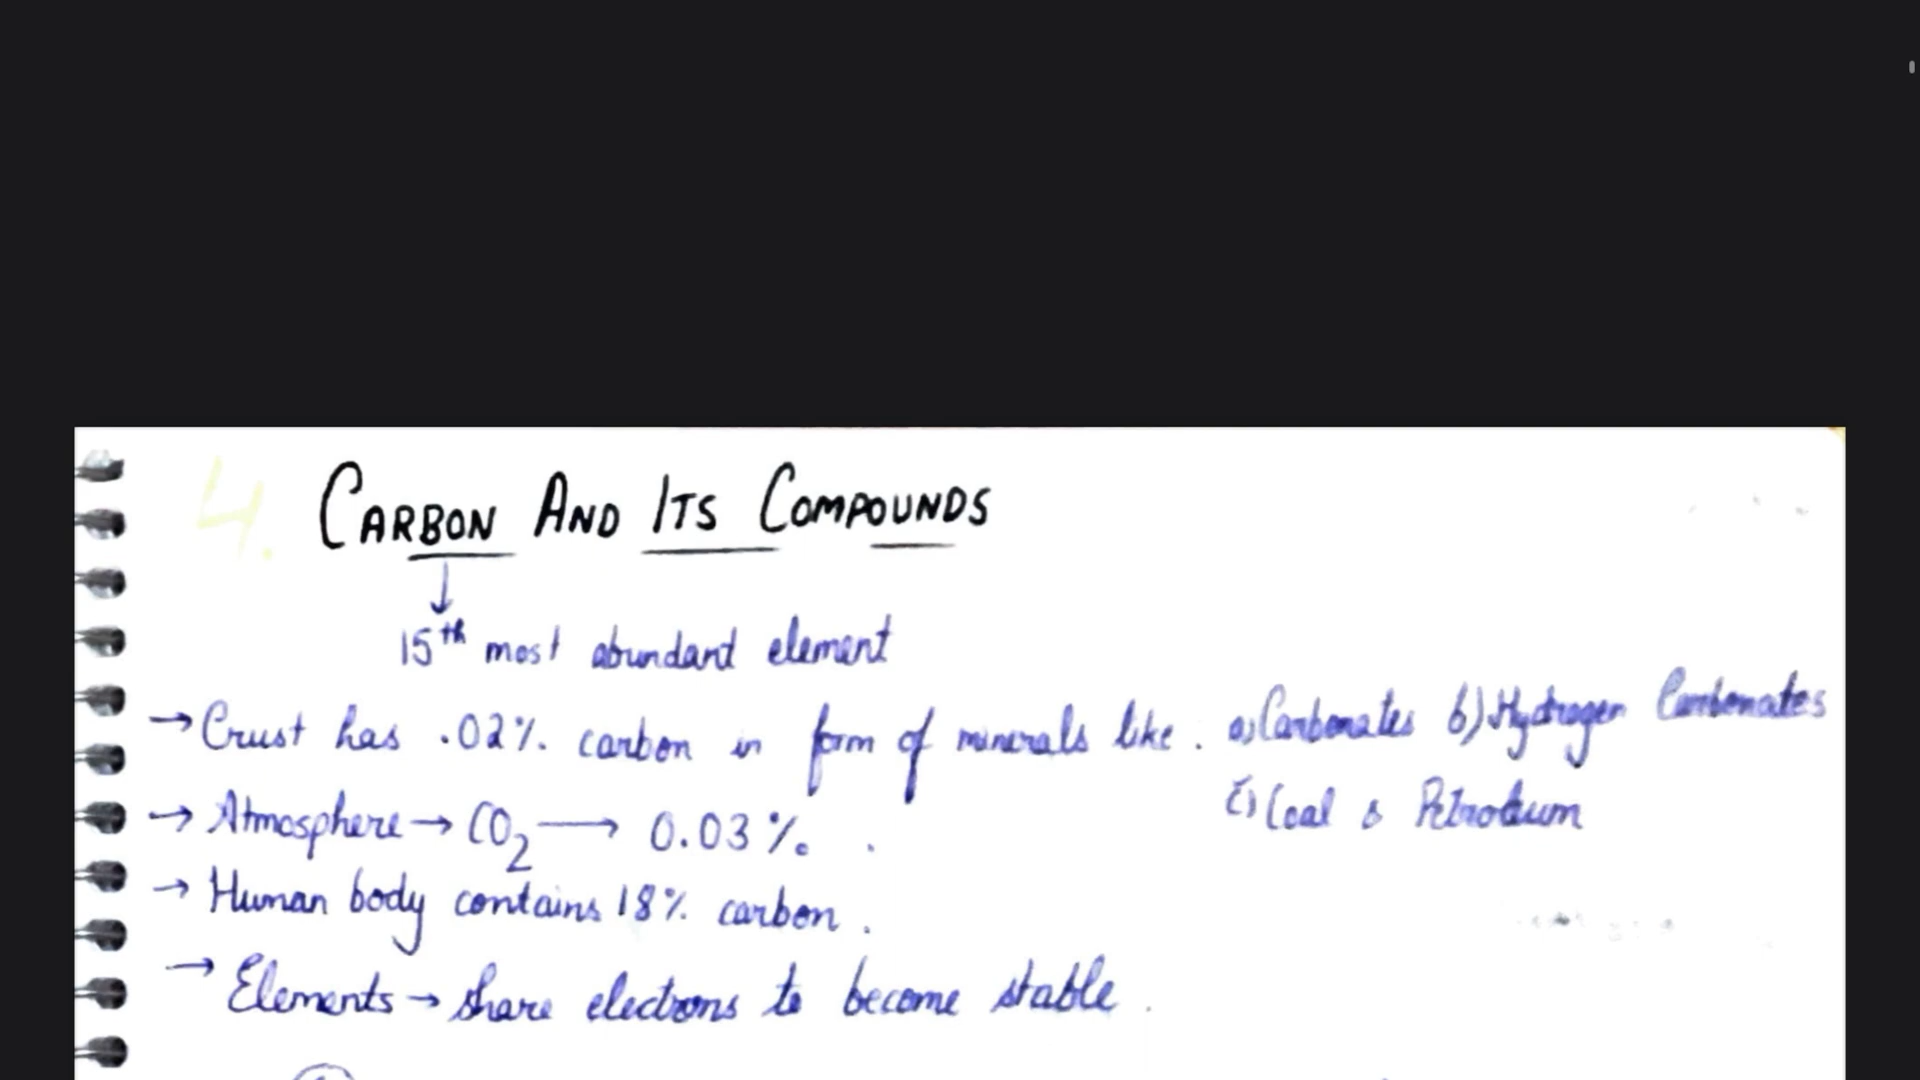 4. CARBON AND ITS COMPOUNDS
↓
15th most abundant element
→ Crust has .02% carbon in form of minerals like. a) Carbonates b) Hydrogen Carbonates
c) Coal & Petroleum
→ Atmosphere → CO₂ → 0.03%.
→ Human body contains 18% carbon.
→ Elements → share electrons to become stable.